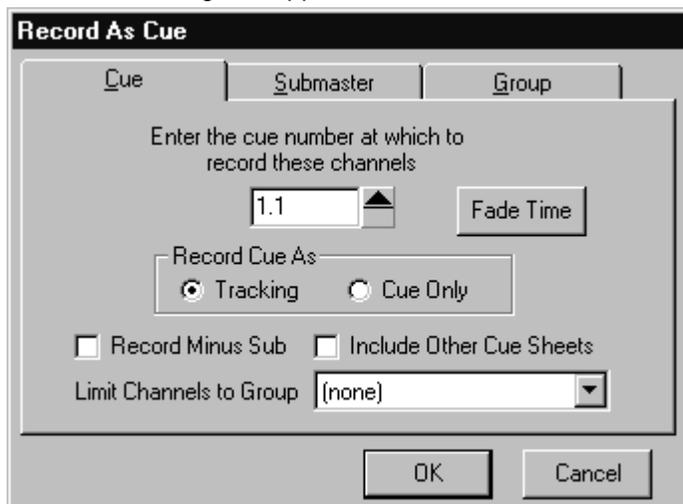 Record As Cue
Cue Submaster Group
Enter the cue number at which to
record these channels
1.1 Fade Time
Record Cue As
Tracking Cue Only
Record Minus Sub Include Other Cue Sheets
Limit Channels to Group (none)
OK Cancel